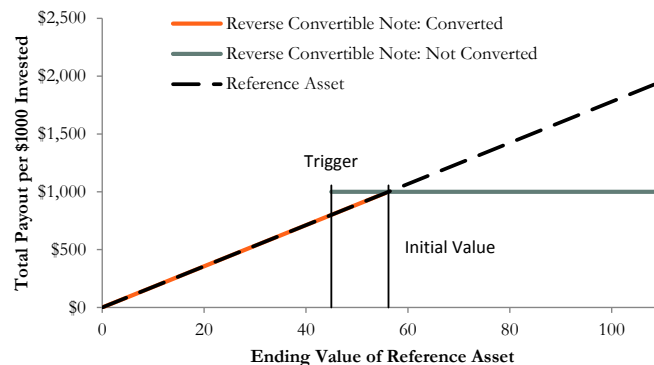 $2,500
Reverse Convertible Note: Converted
Reverse Convertible Note: Not Converted
$2,000
Reference Asset
$1,500
Trigger
$1,000
$500
Initial Value
$0
0 20 40 60 80 100
Total Payout per $1000 Invested
Ending Value of Reference Asset